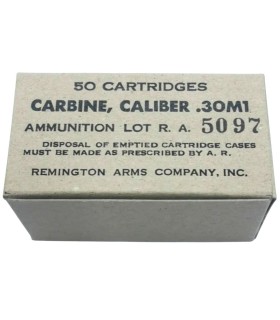 50 CARTRIDGES
CARBINE, CALIBER .30M1
AMMUNITION LOT R. A. 5097
DISPOSAL OF EMPTIED CARTRIDGE CASES
MUST BE MADE AS PRESCRIBED BY A. R.
REMINGTON ARMS COMPANY, INC.